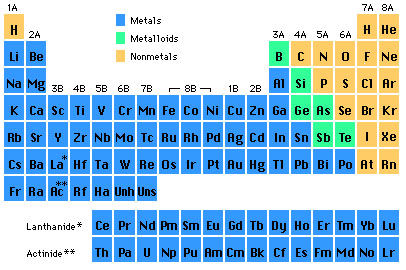 1A 7A 8A
H Metals H He
2A Metalloids 3A 4A 5A 6A
Li Be Nonmetals B C N O F Ne
Na Mg 3B 4B 5B 6B 7B 8B 1B 2B Al Si P S Cl Ar
K Ca Sc Ti V Cr Mn Fe Co Ni Cu Zn Ga Ge As Se Br Kr
Rb Sr Y Zr Nb Mo Tc Ru Rh Pd Ag Cd In Sn Sb Te I Xe
Cs Ba La* Hf Ta W Re Os Ir Pt Au Hg Tl Pb Bi Po At Rn
Fr Ra Ac** Rf Ha Unh Uns
Lanthanide * Ce Pr Nd Pm Sm Eu Gd Tb Dy Ho Er Tm Yb Lu
Actinide ** Th Pa U Np Pu Am Cm Bk Cf Es Fm Md No Lr